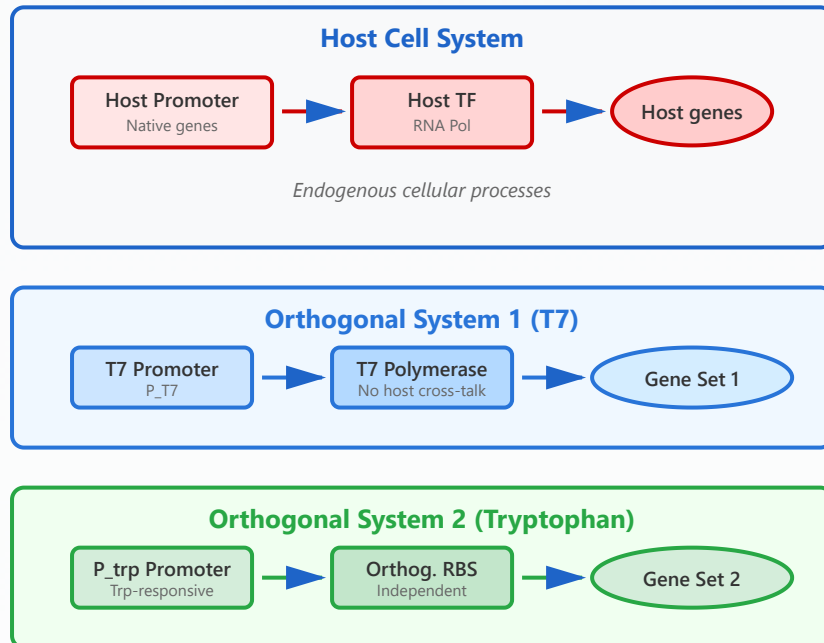 Host Cell System
Host Promoter
Native genes
Host TF
RNA Pol
Host genes
Endogenous cellular processes
Orthogonal System 1 (T7)
T7 Promoter
P_T7
T7 Polymerase
No host cross-talk
Gene Set 1
Orthogonal System 2 (Tryptophan)
P_trp Promoter
Trp-responsive
Orthog. RBS
Independent
Gene Set 2